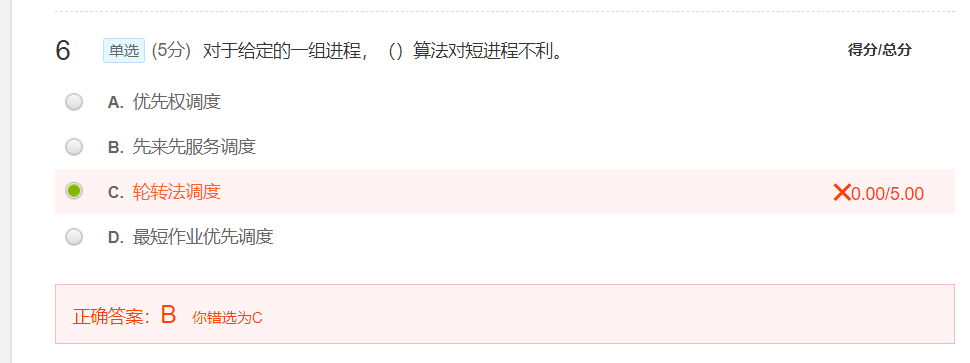 6 单选 (5分) 对于给定的一组进程，（）算法对短进程不利。 得分/总分
A. 优先权调度
B. 先来先服务调度
C. 轮转法调度 0.00/5.00
D. 最短作业优先调度
正确答案：B 你错选为C